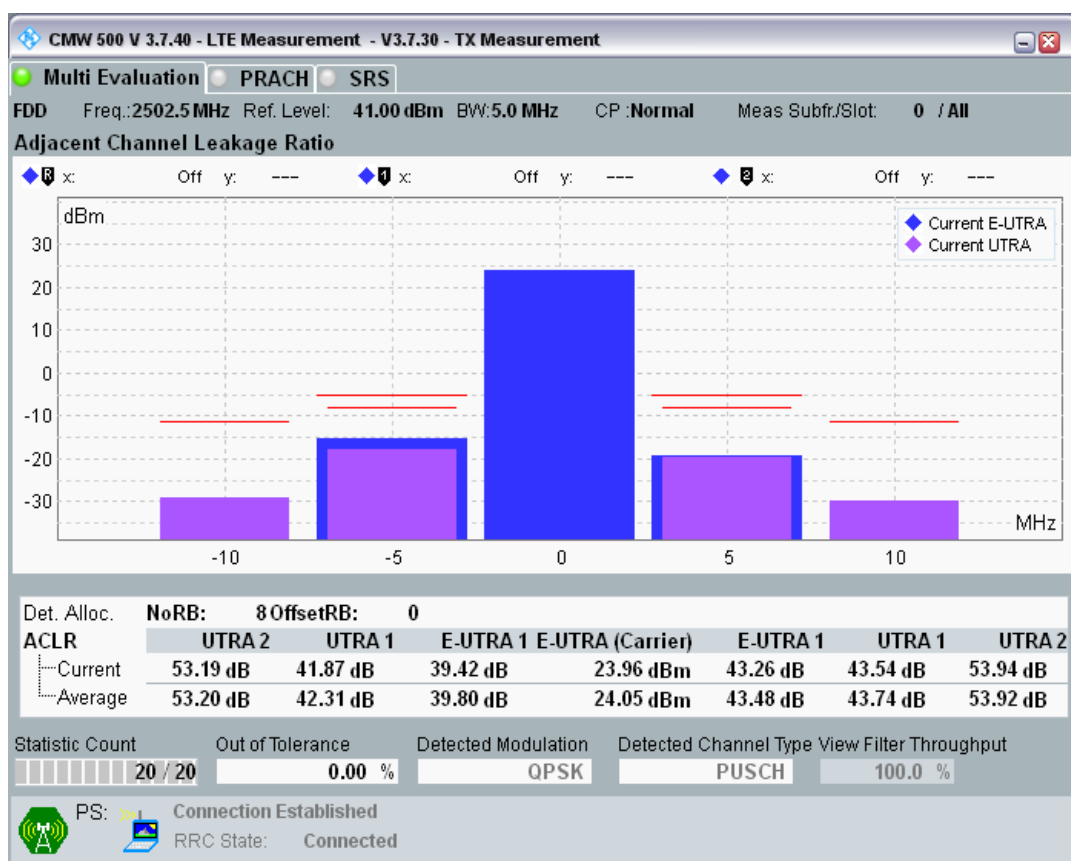 CMW 500 V 3.7.40 - LTE Measurement - V3.7.30 - TX Measurement
Multi Evaluation PRACH SRS
FDD Freq.:2502.5 MHz Ref. Level: 41.00 dBm BW:5.0 MHz CP :Normal Meas Subfr./Slot: 0 / All
Adjacent Channel Leakage Ratio
R x: Off y: --- 1 x: Off y: --- 2 x: Off y: ---
dBm
Current E-UTRA
Current UTRA
30
20
10
0
-10
-20
-30
MHz
-10 -5 0 5 10
Det. Alloc. NoRB: 8 OffsetRB: 0
ACLR UTRA 2 UTRA 1 E-UTRA 1 E-UTRA (Carrier) E-UTRA 1 UTRA 1 UTRA 2
Current 53.19 dB 41.87 dB 39.42 dB 23.96 dBm 43.26 dB 43.54 dB 53.94 dB
Average 53.20 dB 42.31 dB 39.80 dB 24.05 dBm 43.48 dB 43.74 dB 53.92 dB
Statistic Count Out of Tolerance Detected Modulation Detected Channel Type View Filter Throughput
20 / 20 0.00 % QPSK PUSCH 100.0 %
PS: Connection Established
RRC State: Connected